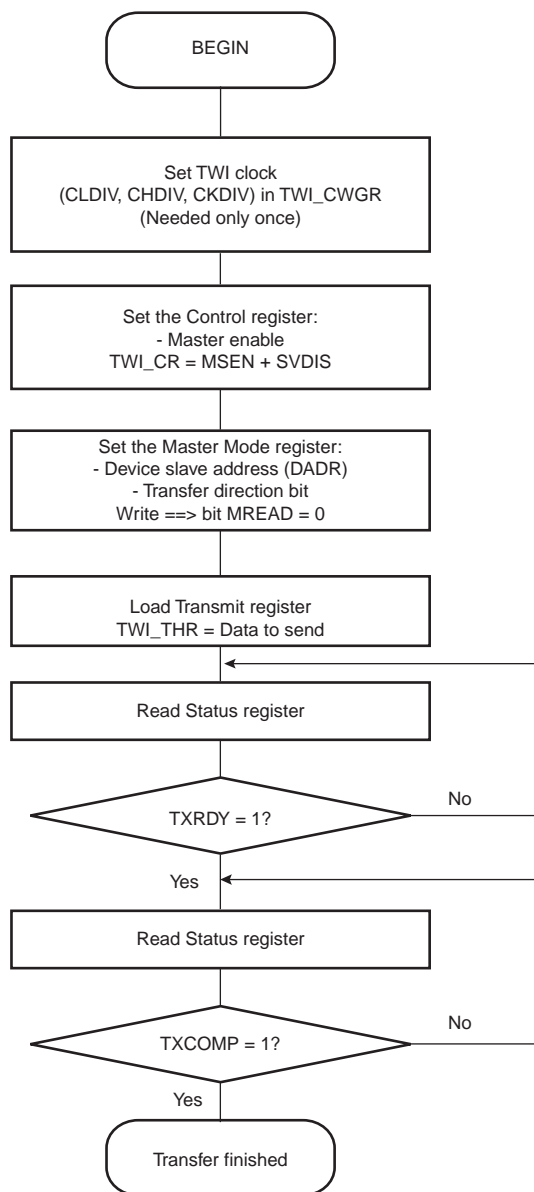 BEGIN
Set TWI clock
(CLDIV, CHDIV, CKDIV) in TWI_CWGR
(Needed only once)
Set the Control register:
- Master enable
TWI_CR = MSEN + SVDIS
Set the Master Mode register:
- Device slave address (DADR)
- Transfer direction bit
Write ==> bit MREAD = 0
Load Transmit register
TWI_THR = Data to send
Read Status register
TXRDY = 1?
No
Yes
Read Status register
TXCOMP = 1?
No
Yes
Transfer finished